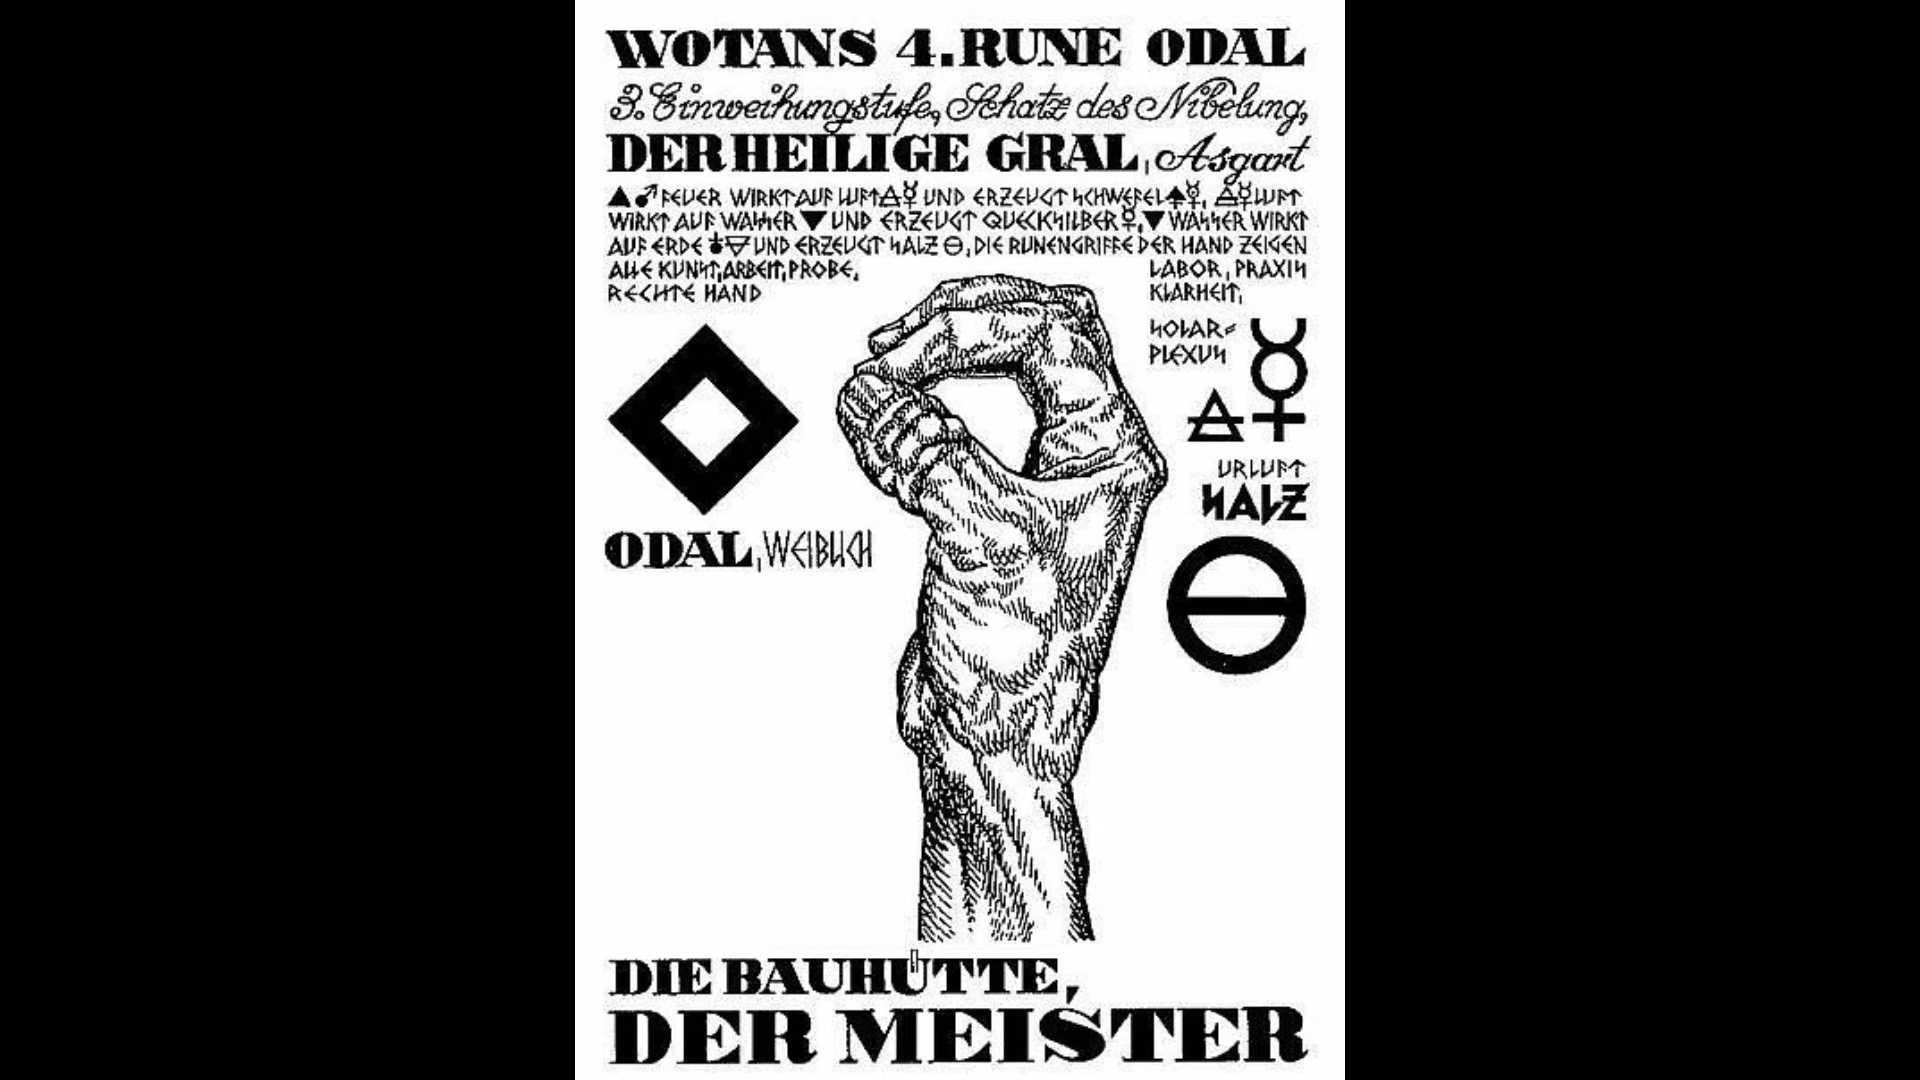 WOTANS 4. RUNE ODAL
3. Einweihungstufe, Schatz des Nibelung,
DER HEILIGE GRAL, Asgart
FEUER WIRKT AUF LUFT UND ERZEUGT SCHWEFEL, LUFT
WIRKT AUF WASSER UND ERZEUGT QUECKSILBER, WASSER WIRKT
AUF ERDE UND ERZEUGT SALZ, DIE RUNENGRIFFE DER HAND ZEIGEN
ALLE KUNST, ARBEIT, PROBE, LABOR, PRAXIS
RECHTE HAND KLARHEIT,
SOLAR=
PLEXUS
URLUFT
SALZ
ODAL, WEIBLICH
DIE BAUHÜTTE,
DER MEISTER